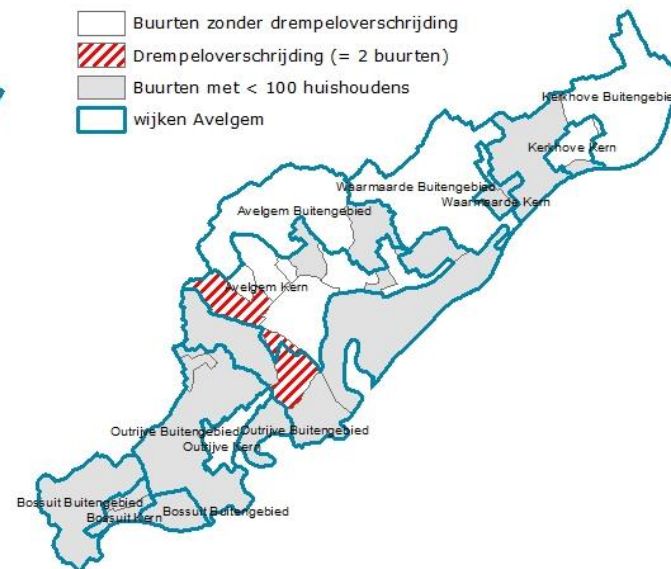 Buurten zonder drempeloverschrijding
Drempeloverschrijding (= 2 buurten)
Buurten met < 100 huishoudens
wijken Avelgem
Kerkhove Buitengebie
Kerkhove Kern
Waarmaarde Buitengebied
Waarmaarde Kern
Avelgem Buitengebied
Avelgem Kern
Outrijve Buitengebied
Outrijve Buitengebied
Outrijve Kern
Bossuit Buitengebied
Bossuit Buitengebied
Bossuit Kern